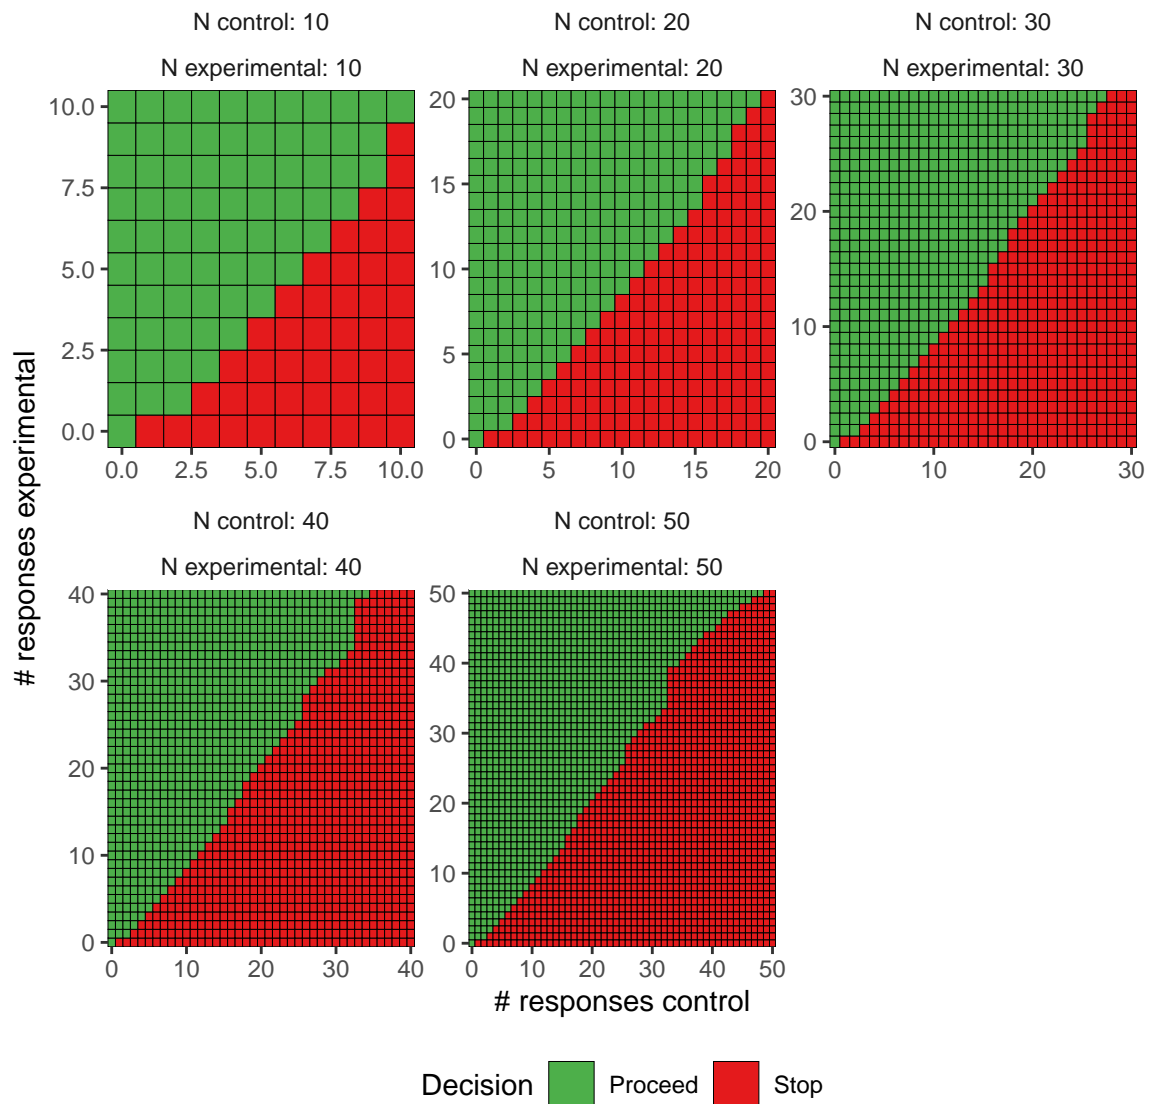 N control: 10
N experimental: 10
N control: 20
N experimental: 20
N control: 30
N experimental: 30
10.0
7.5
5.0
2.5
0.0
0.0 2.5 5.0 7.5 10.0
20
15
10
5
0
0 5 10 15 20
30
20
10
0
0 10 20 30
# responses experimental
N control: 40
N experimental: 40
N control: 50
N experimental: 50
40
30
20
10
0
0 10 20 30 40
50
40
30
20
10
0
0 10 20 30 40 50
# responses control
Decision Proceed Stop